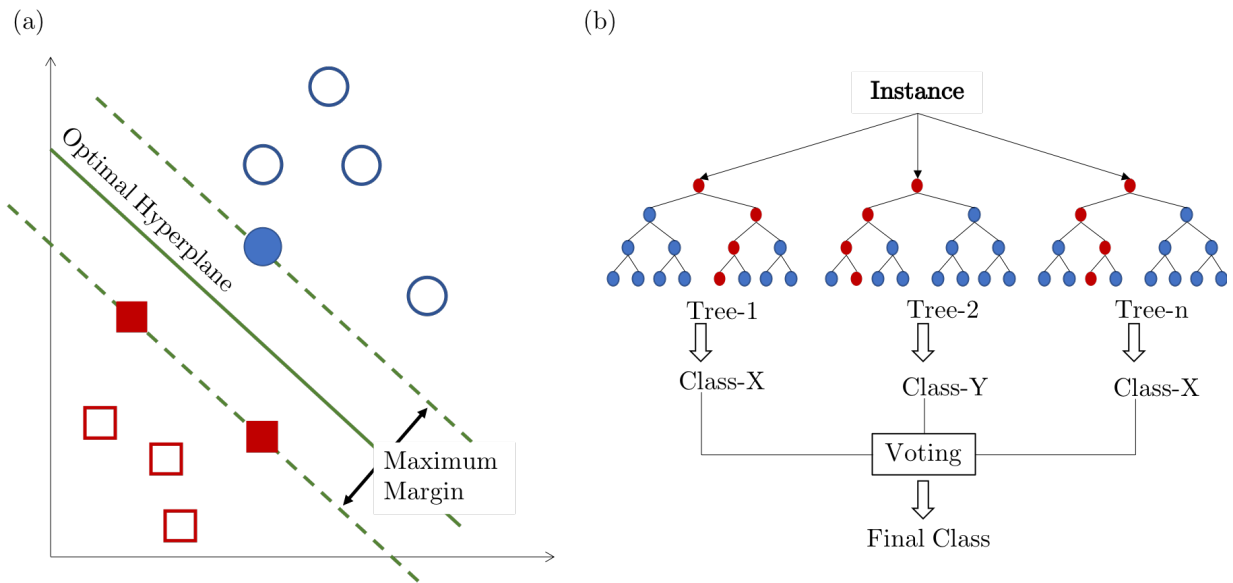 (a)
Optimal Hyperplane
Maximum
Margin
(b)
Instance
Tree-1
Tree-2
Tree-n
Class-X
Class-Y
Class-X
Voting
Final Class